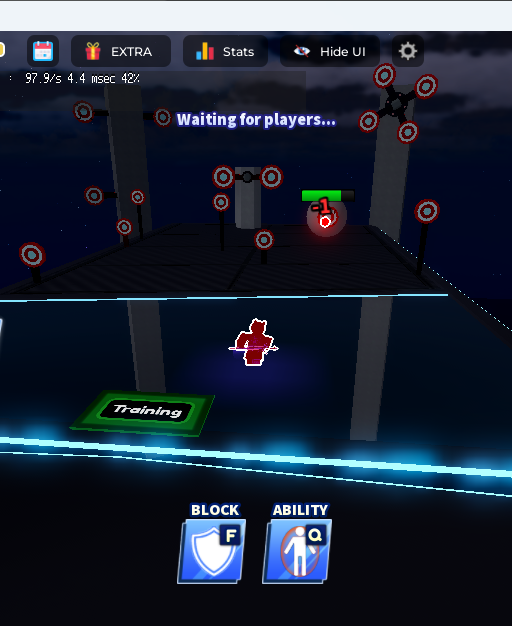 EXTRA
Stats
Hide UI
: 97.9/s 4.4 msec 42%
Waiting for players...
-1
Training
BLOCK
ABILITY
F
Q